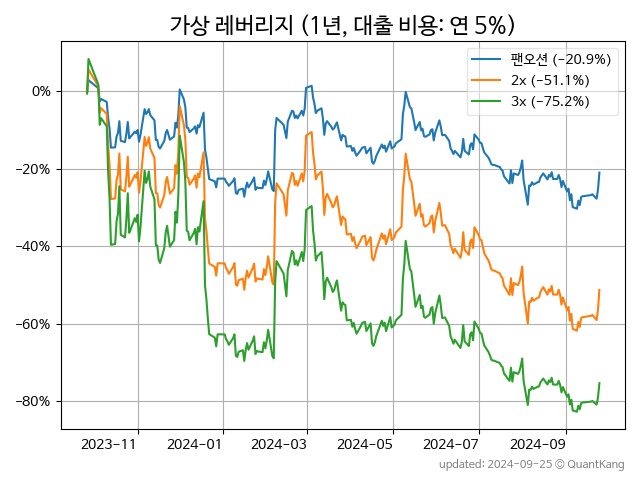 가상 레버리지 (1년, 대출 비용: 연 5%)
팬오션 (−20.9%)
2x (−51.1%)
3x (−75.2%)
0%
−20%
−40%
−60%
−80%
2023-11 2024-01 2024-03 2024-05 2024-07 2024-09
updated: 2024-09-25 © QuantKang